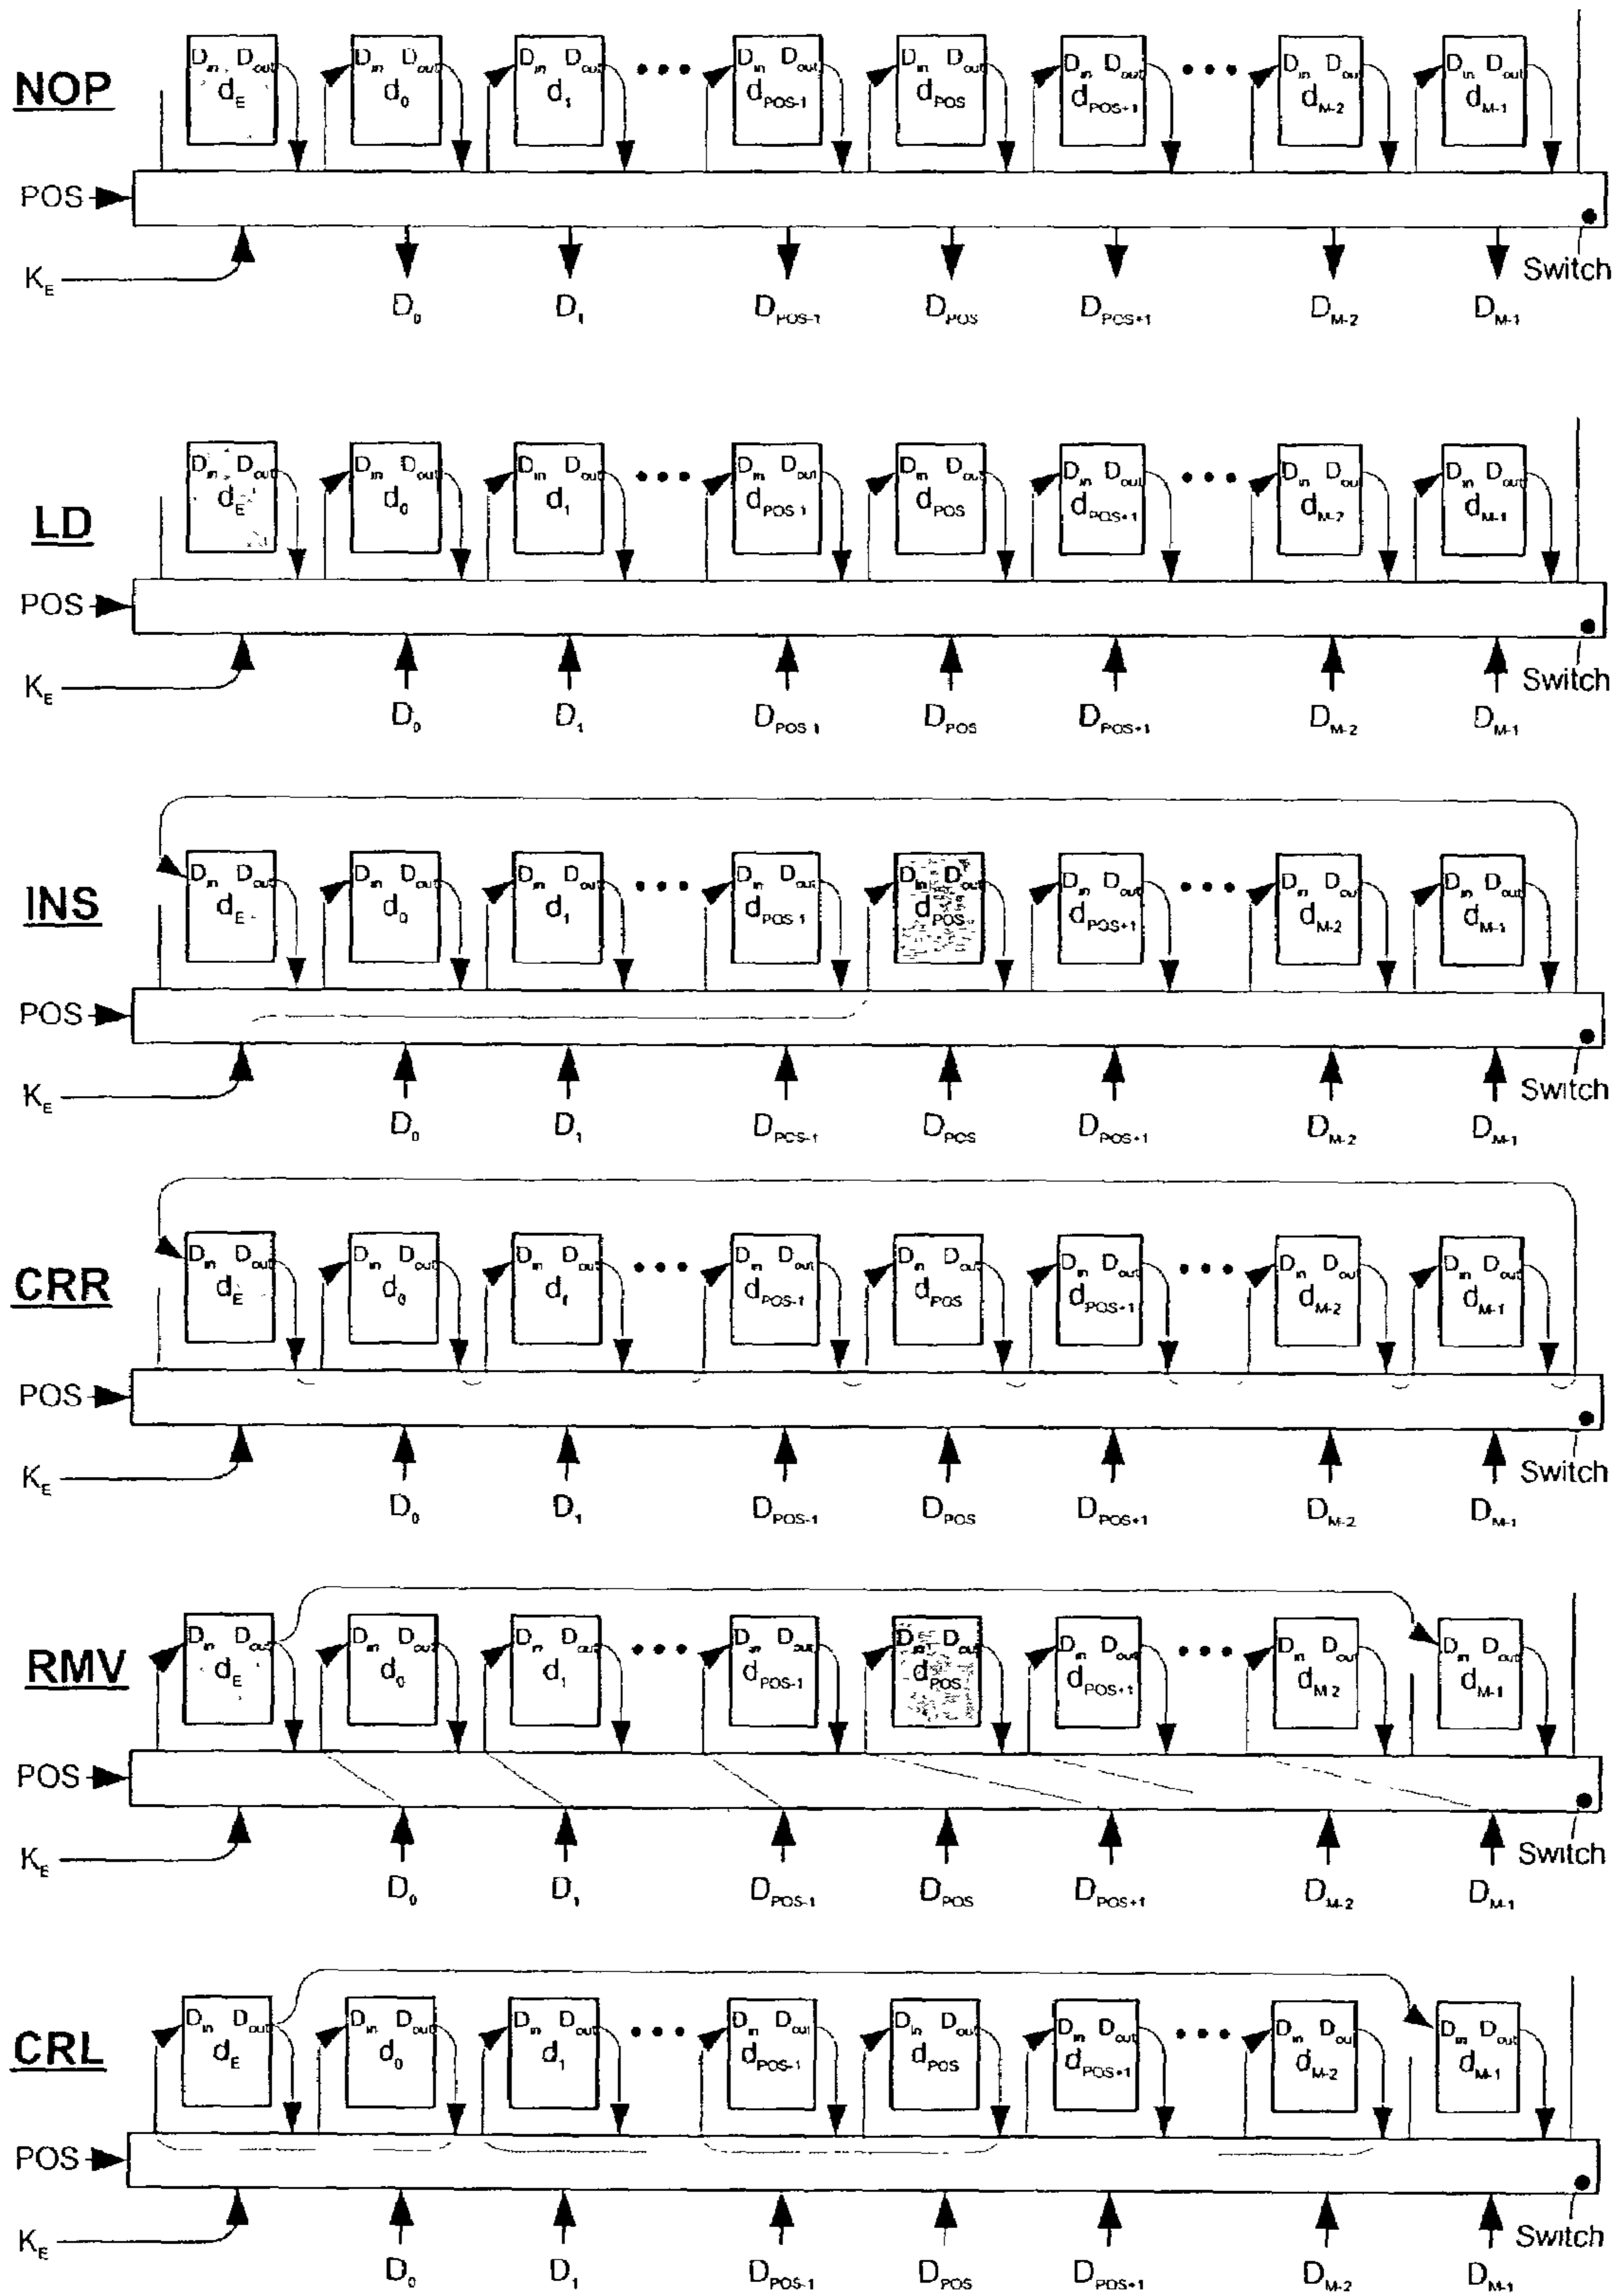 D_in D_out D_in D_out D_in D_out ••• D_in D_out D_in D_out D_in D_out ••• D_in D_out D_in D_out
NOP d_E d_0 d_1 d_POS-1 d_POS d_POS+1 d_M-2 d_M-1
POS
K_E Switch
D_0 D_1 D_POS-1 D_POS D_POS+1 D_M-2 D_M-1
D_in D_out D_in D_out D_in D_out ••• D_in D_out D_in D_out D_in D_out ••• D_in D_out D_in D_out
LD d_E d_0 d_1 d_POS-1 d_POS d_POS+1 d_M-2 d_M-1
POS
K_E Switch
D_0 D_1 D_POS-1 D_POS D_POS+1 D_M-2 D_M-1
D_in D_out D_in D_out D_in D_out ••• D_in D_out D_in D_out D_in D_out ••• D_in D_out D_in D_out
INS d_E d_0 d_1 d_POS-1 d_POS d_POS+1 d_M-2 d_M-1
POS
K_E Switch
D_0 D_1 D_POS-1 D_POS D_POS+1 D_M-2 D_M-1
D_in D_out D_in D_out D_in D_out ••• D_in D_out D_in D_out D_in D_out ••• D_in D_out D_in D_out
CRR d_E d_0 d_1 d_POS-1 d_POS d_POS+1 d_M-2 d_M-1
POS
K_E Switch
D_0 D_1 D_POS-1 D_POS D_POS+1 D_M-2 D_M-1
D_in D_out D_in D_out D_in D_out ••• D_in D_out D_in D_out D_in D_out ••• D_in D_out D_in D_out
RMV d_E d_0 d_1 d_POS-1 d_POS d_POS+1 d_M-2 d_M-1
POS
K_E Switch
D_0 D_1 D_POS-1 D_POS D_POS+1 D_M-2 D_M-1
D_in D_out D_in D_out D_in D_out ••• D_in D_out D_in D_out D_in D_out ••• D_in D_out D_in D_out
CRL d_E d_0 d_1 d_POS-1 d_POS d_POS+1 d_M-2 d_M-1
POS
K_E Switch
D_0 D_1 D_POS-1 D_POS D_POS+1 D_M-2 D_M-1